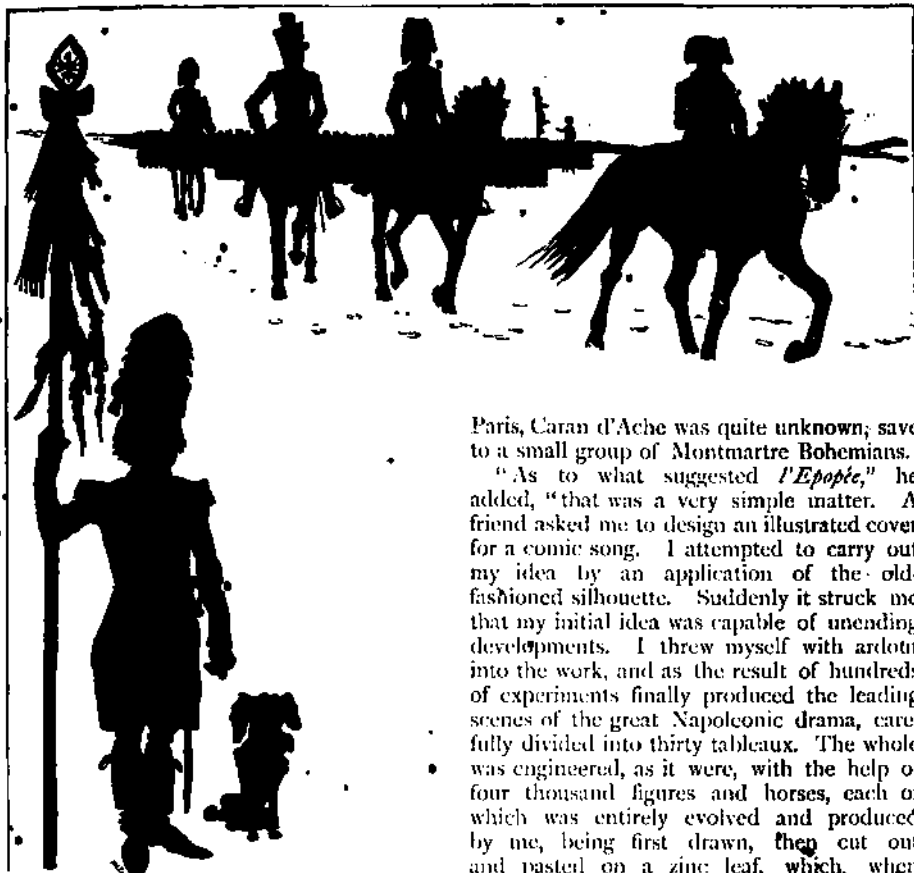 Paris, Caran d'Ache was quite unknown, save
to a small group of Montmartre Bohemians.
"As to what suggested l'Epopée," he
added, "that was a very simple matter. A
friend asked me to design an illustrated cover
for a comic song. I attempted to carry out
my idea by an application of the old-
fashioned silhouette. Suddenly it struck me
that my initial idea was capable of unending
developments. I threw myself with ardour
into the work, and as the result of hundreds
of experiments finally produced the leading
scenes of the great Napoleonic drama, care-
fully divided into thirty tableaux. The whole
was engineered, as it were, with the help of
four thousand figures and horses, each of
which was entirely evolved and produced
by me, being first drawn, then cut out
and pasted on a zinc leaf, which, when